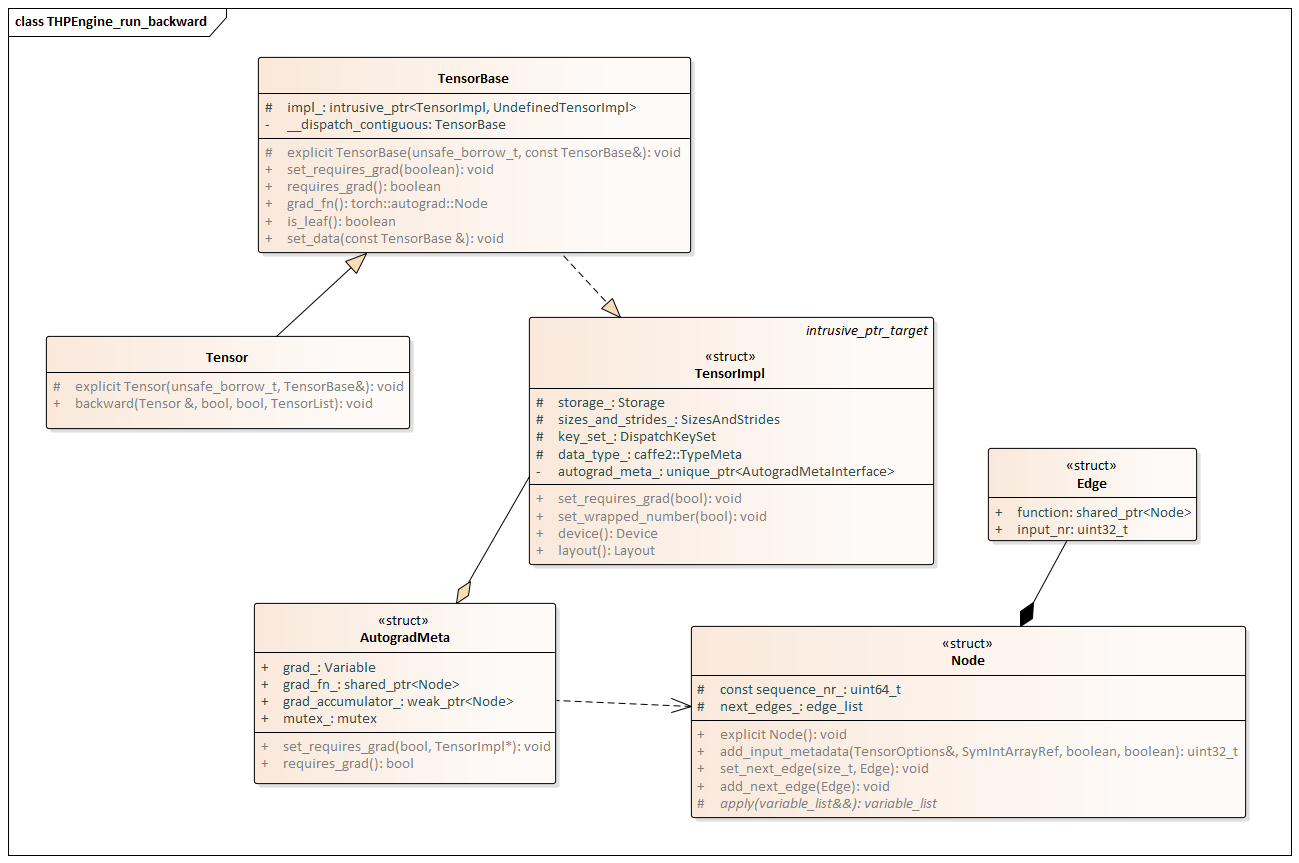 class THPEngine_run_backward
TensorBase
# impl_: intrusive_ptr<TensorImpl, UndefinedTensorImpl>
- __dispatch_contiguous: TensorBase
# explicit TensorBase(unsafe_borrow_t, const TensorBase&): void
+ set_requires_grad(boolean): void
+ requires_grad(): boolean
+ grad_fn(): torch::autograd::Node
+ is_leaf(): boolean
+ set_data(const TensorBase &): void
Tensor
# explicit Tensor(unsafe_borrow_t, TensorBase&): void
+ backward(Tensor &, bool, bool, TensorList): void
intrusive_ptr_target
«struct»
TensorImpl
# storage_: Storage
# sizes_and_strides_: SizesAndStrides
# key_set_: DispatchKeySet
# data_type_: caffe2::TypeMeta
- autograd_meta_: unique_ptr<AutogradMetaInterface>
+ set_requires_grad(bool): void
+ set_wrapped_number(bool): void
+ device(): Device
+ layout(): Layout
«struct»
Edge
+ function: shared_ptr<Node>
+ input_nr: uint32_t
«struct»
AutogradMeta
+ grad_: Variable
+ grad_fn_: shared_ptr<Node>
+ grad_accumulator_: weak_ptr<Node>
+ mutex_: mutex
+ set_requires_grad(bool, TensorImpl*): void
+ requires_grad(): bool
«struct»
Node
# const sequence_nr_: uint64_t
# next_edges_: edge_list
+ explicit Node(): void
+ add_input_metadata(TensorOptions&, SymIntArrayRef, boolean, boolean): uint32_t
+ set_next_edge(size_t, Edge): void
+ add_next_edge(Edge): void
# apply(variable_list&&): variable_list